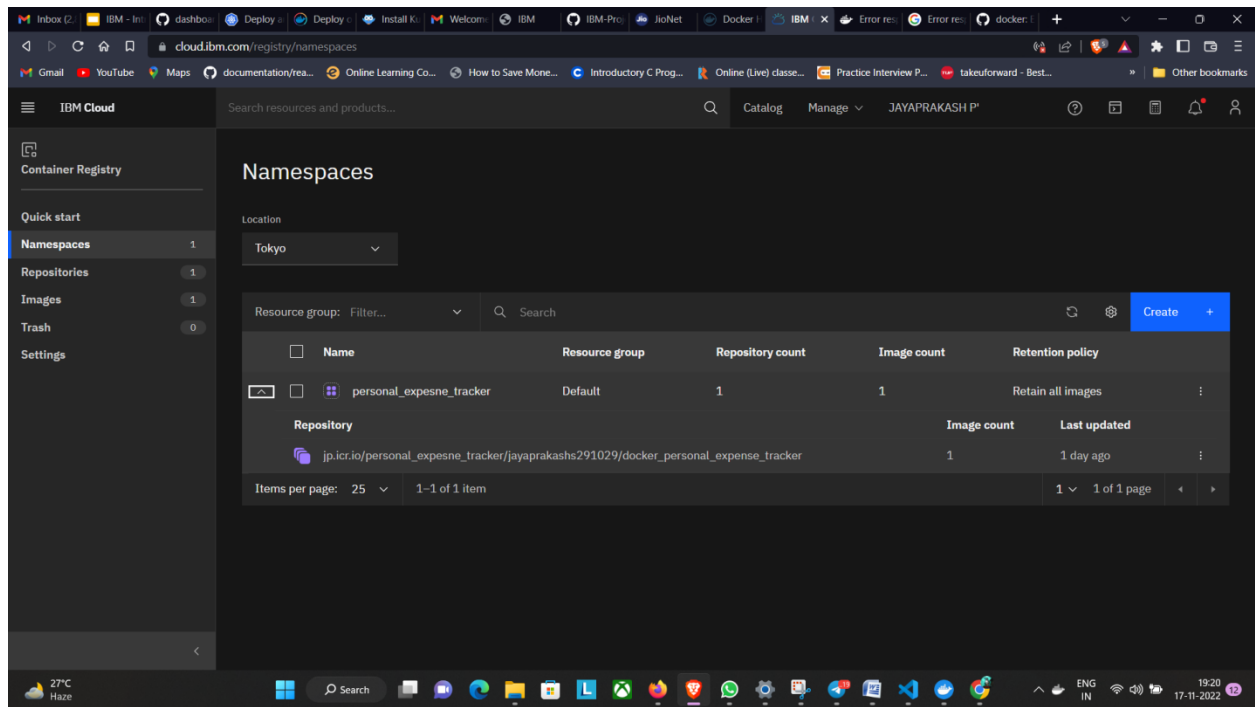 Inbox (2, IBM - Int dashboa Deploy a Deploy c Install Ku Welcome IBM IBM-Pro JioNet Docker H IBM Error res Error res docker: E
cloud.ibm.com/registry/namespaces
Gmail YouTube Maps documentation/rea... Online Learning Co... How to Save Mone... Introductory C Prog... Online (Live) classe... Practice Interview P... takeuforward - Best... » Other bookmarks
IBM Cloud Search resources and products... Catalog Manage JAYAPRAKASH P'
Container Registry
Quick start
Namespaces 1
Repositories 1
Images 1
Trash 0
Settings
Namespaces
Location
Tokyo
Resource group: Filter... Search Create +
Name Resource group Repository count Image count Retention policy
personal_expesne_tracker Default 1 1 Retain all images
Repository Image count Last updated
jp.icr.io/personal_expesne_tracker/jayaprakashs291029/docker_personal_expense_tracker 1 1 day ago
Items per page: 25 1–1 of 1 item 1 1 of 1 page
27°C
Haze
Search
ENG
IN
19:20
17-11-2022
12